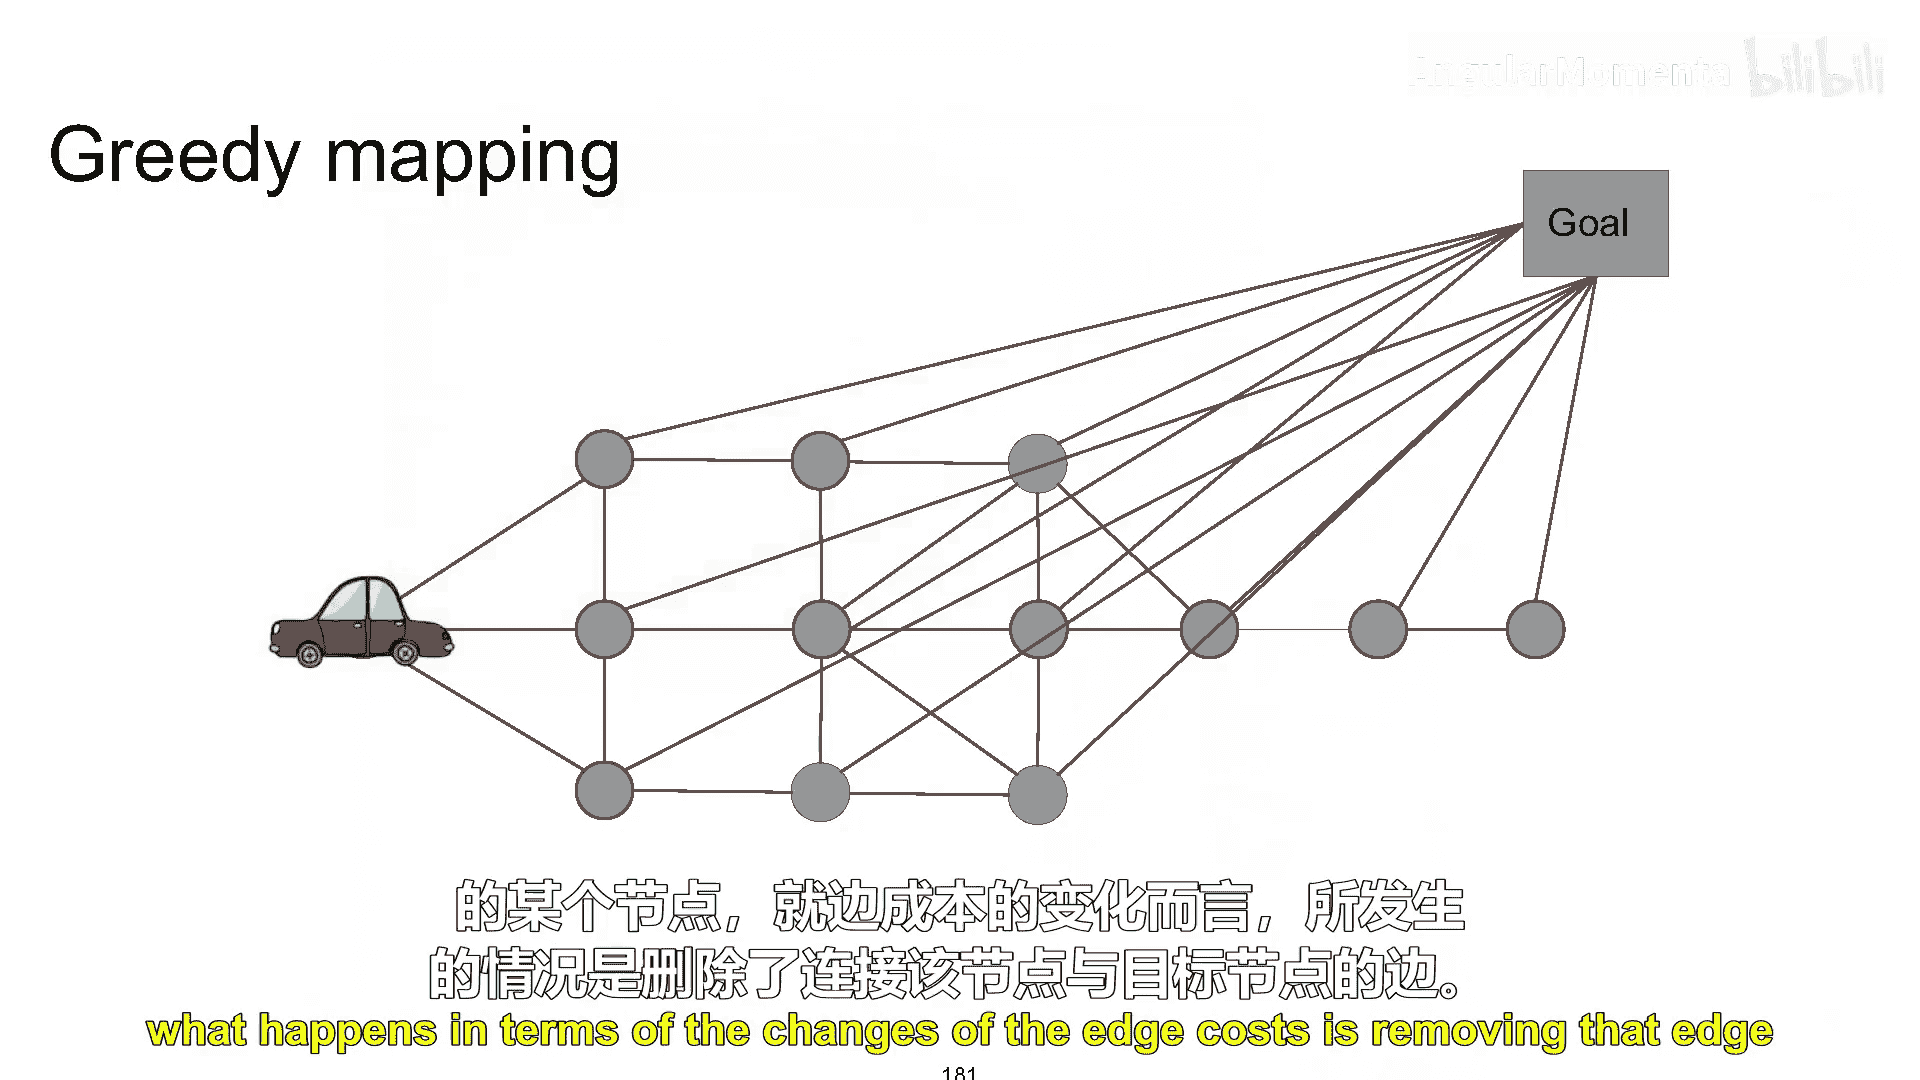 AngularMomenta bilibili
Greedy mapping
Goal
的某个节点，就边成本的变化而言，所发生
的情况是删除了连接该节点与目标节点的边。
what happens in terms of the changes of the edge costs is removing that edge
181